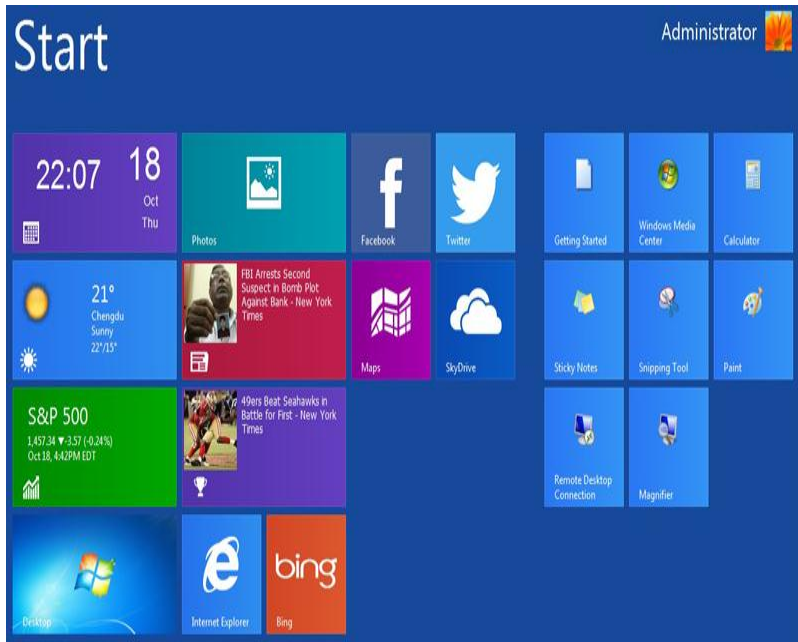 Start
Administrator
22:07
18
Oct
Thu
Photos
Facebook
Twitter
Getting Started
Windows Media
Center
Calculator
21°
Chengdu
Sunny
22°/15°
FBI Arrests Second
Suspect in Bomb Plot
Against Bank - New York
Times
Maps
SkyDrive
Sticky Notes
Snipping Tool
Paint
S&P 500
1,457.34 ▼-3.57 (-0.24%)
Oct 18, 4:42PM EDT
49ers Beat Seahawks in
Battle for First - New York
Times
Remote Desktop
Connection
Magnifier
Desktop
Internet Explorer
bing
Bing